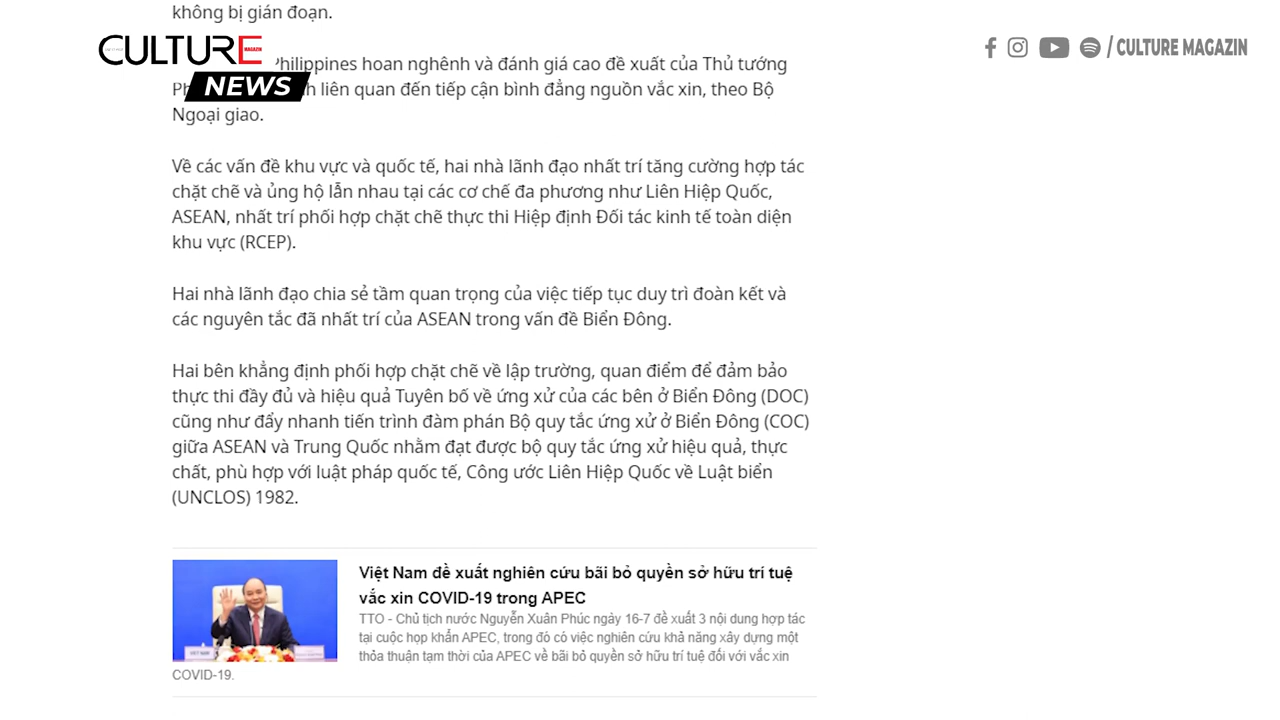 không bị gián đoạn.
CULTURE MAGAZIN
NEWS
/ CULTURE MAGAZIN
Philippines hoan nghênh và đánh giá cao đề xuất của Thủ tướng
liên quan đến tiếp cận bình đẳng nguồn vắc xin, theo Bộ
Ngoại giao.
Về các vấn đề khu vực và quốc tế, hai nhà lãnh đạo nhất trí tăng cường hợp tác
chặt chẽ và ủng hộ lẫn nhau tại các cơ chế đa phương như Liên Hiệp Quốc,
ASEAN, nhất trí phối hợp chặt chẽ thực thi Hiệp định Đối tác kinh tế toàn diện
khu vực (RCEP).
Hai nhà lãnh đạo chia sẻ tầm quan trọng của việc tiếp tục duy trì đoàn kết và
các nguyên tắc đã nhất trí của ASEAN trong vấn đề Biển Đông.
Hai bên khẳng định phối hợp chặt chẽ về lập trường, quan điểm để đảm bảo
thực thi đầy đủ và hiệu quả Tuyên bố về ứng xử của các bên ở Biển Đông (DOC)
cũng như đẩy nhanh tiến trình đàm phán Bộ quy tắc ứng xử ở Biển Đông (COC)
giữa ASEAN và Trung Quốc nhằm đạt được bộ quy tắc ứng xử hiệu quả, thực
chất, phù hợp với luật pháp quốc tế, Công ước Liên Hiệp Quốc về Luật biển
(UNCLOS) 1982.
Việt Nam đề xuất nghiên cứu bãi bỏ quyền sở hữu trí tuệ
vắc xin COVID-19 trong APEC
TTO - Chủ tịch nước Nguyễn Xuân Phúc ngày 16-7 đề xuất 3 nội dung hợp tác
tại cuộc họp khẩn APEC, trong đó có việc nghiên cứu khả năng xây dựng một
thỏa thuận tạm thời của APEC về bãi bỏ quyền sở hữu trí tuệ đối với vắc xin
COVID-19.